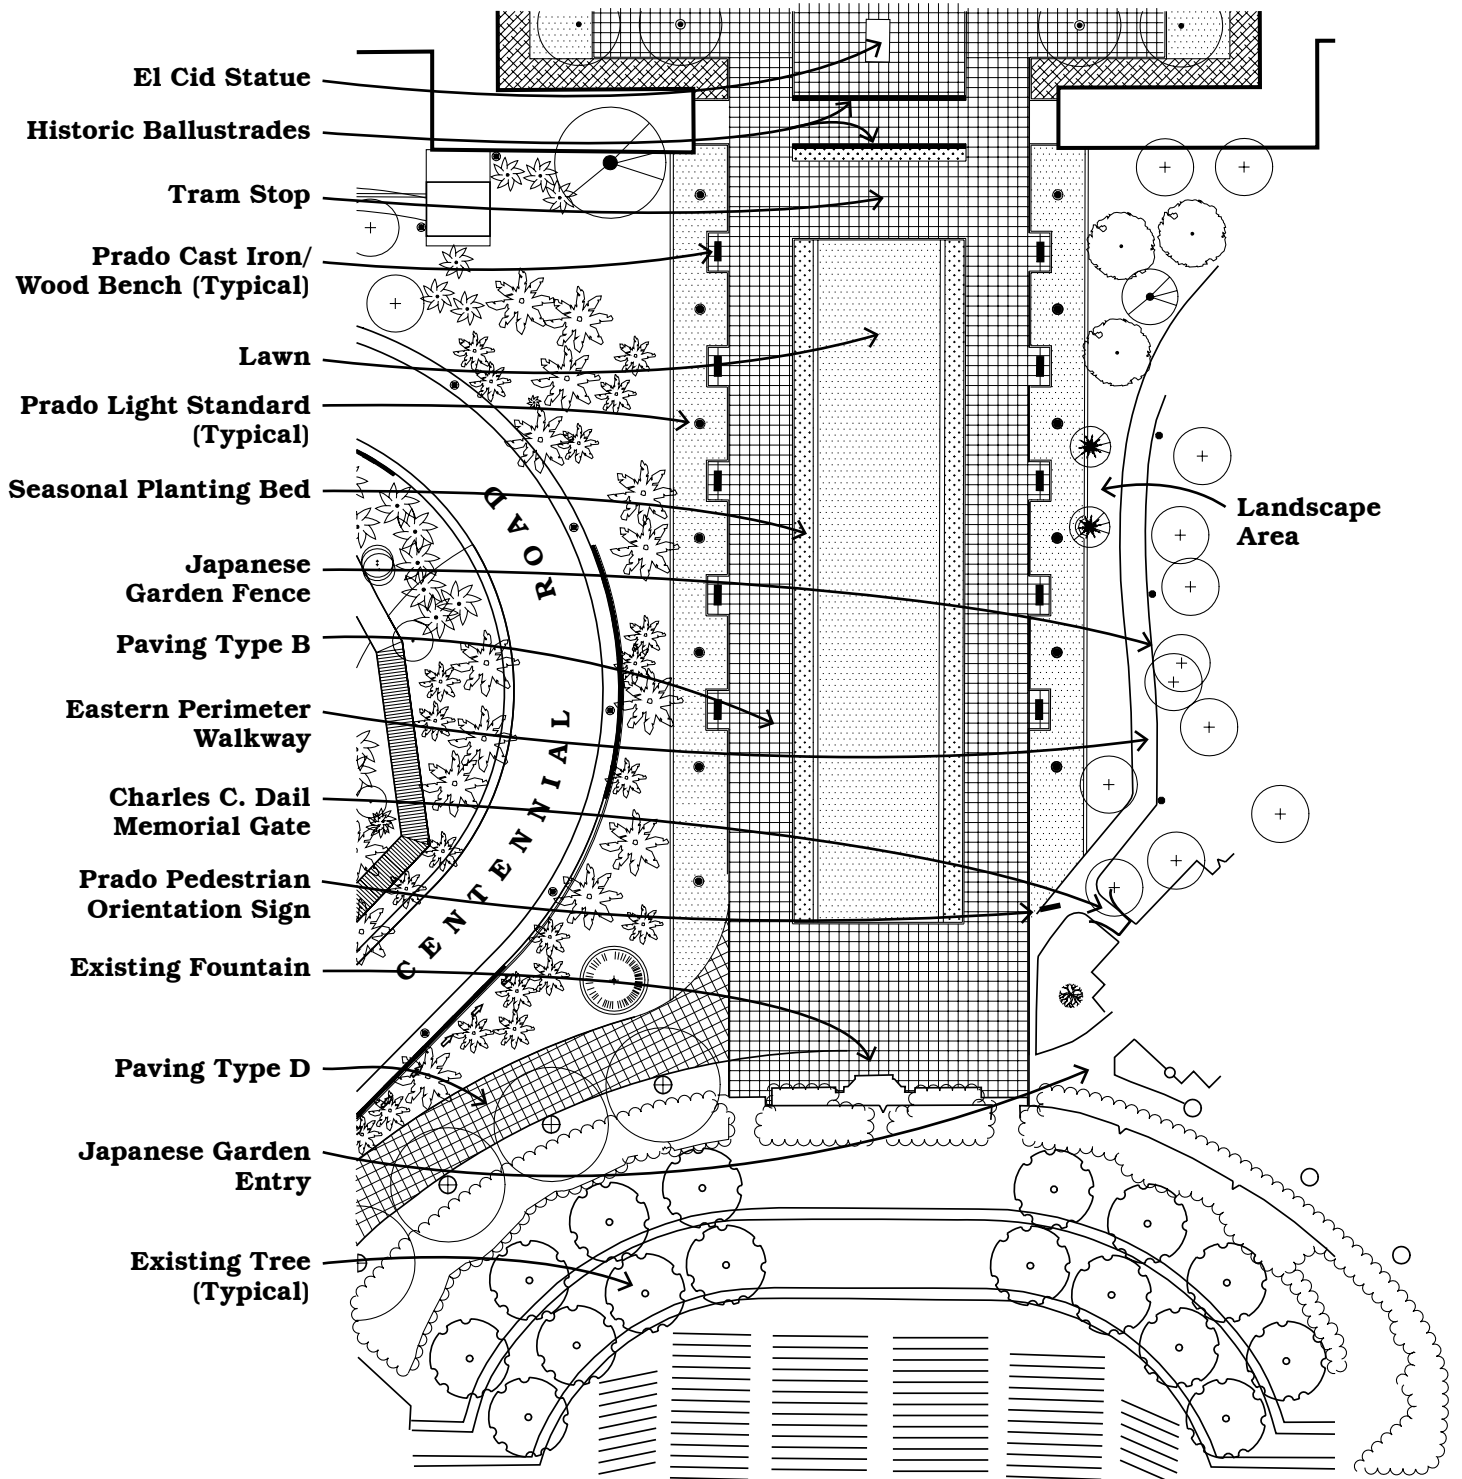 El Cid Statue
Historic Ballustrades
Tram Stop
Prado Cast Iron/
Wood Bench (Typical)
Lawn
Prado Light Standard
(Typical)
Seasonal Planting Bed
Japanese
Garden Fence
Paving Type B
Eastern Perimeter
Walkway
Charles C. Dail
Memorial Gate
Prado Pedestrian
Orientation Sign
Existing Fountain
Paving Type D
Japanese Garden
Entry
Existing Tree
(Typical)
CENTENNIAL ROAD
Landscape
Area